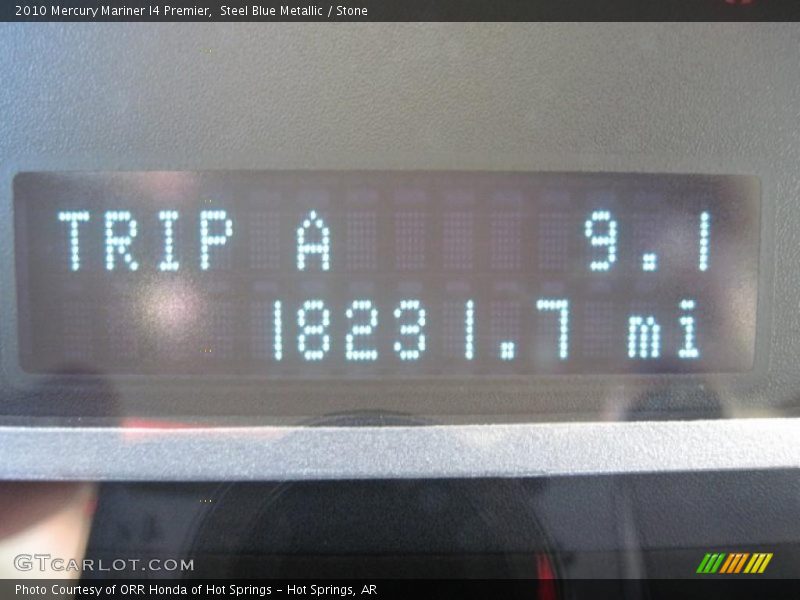 2010 Mercury Mariner I4 Premier,  Steel Blue Metallic / Stone
TRIP A 9.1
18231.7 mi
GTCARLOT.COM
Photo Courtesy of ORR Honda of Hot Springs - Hot Springs, AR